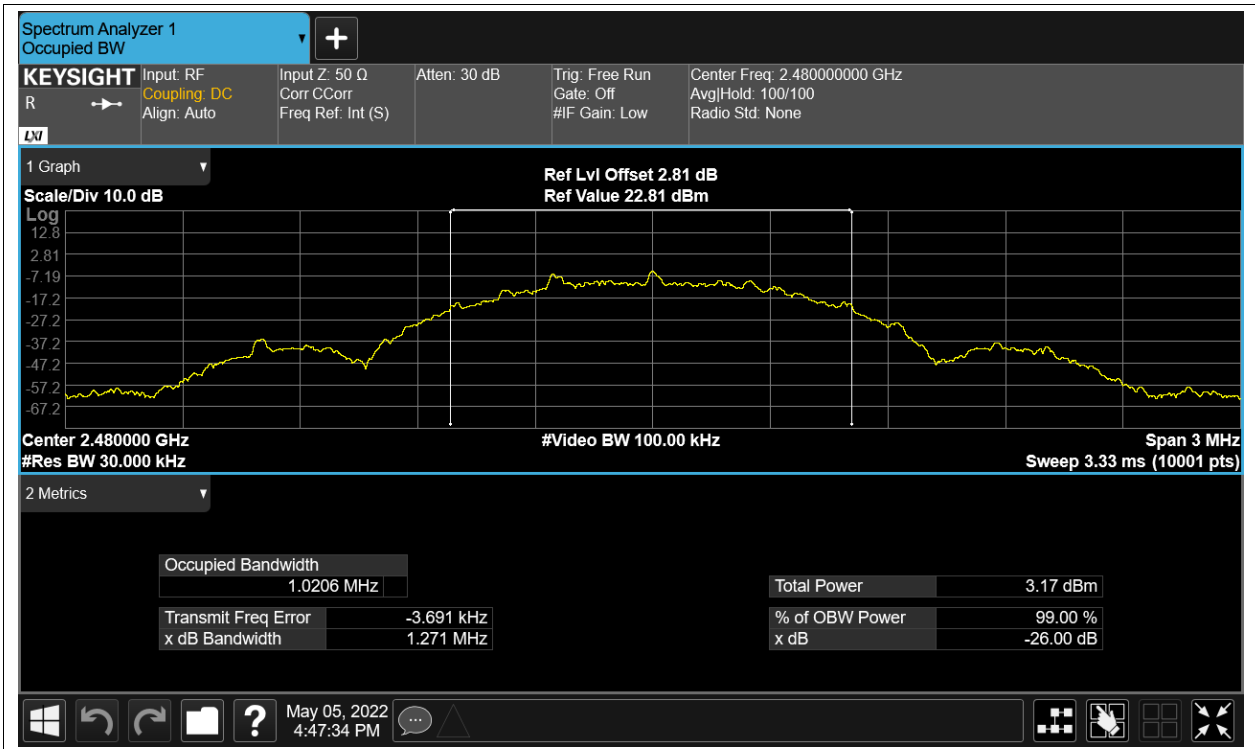 Spectrum Analyzer 1
Occupied BW
KEYSIGHT
R
LXI
Input: RF
Coupling: DC
Align: Auto
Input Z: 50 Ω
Corr CCorr
Freq Ref: Int (S)
Atten: 30 dB
Trig: Free Run
Gate: Off
#IF Gain: Low
Center Freq: 2.480000000 GHz
Avg|Hold: 100/100
Radio Std: None
1 Graph
Scale/Div 10.0 dB
Ref Lvl Offset 2.81 dB
Ref Value 22.81 dBm
Log
12.8
2.81
-7.19
-17.2
-27.2
-37.2
-47.2
-57.2
-67.2
Center 2.480000 GHz
#Res BW 30.000 kHz
#Video BW 100.00 kHz
Span 3 MHz
Sweep 3.33 ms (10001 pts)
2 Metrics
Occupied Bandwidth
1.0206 MHz
Transmit Freq Error -3.691 kHz
x dB Bandwidth 1.271 MHz
Total Power 3.17 dBm
% of OBW Power 99.00 %
x dB -26.00 dB
?
May 05, 2022
4:47:34 PM